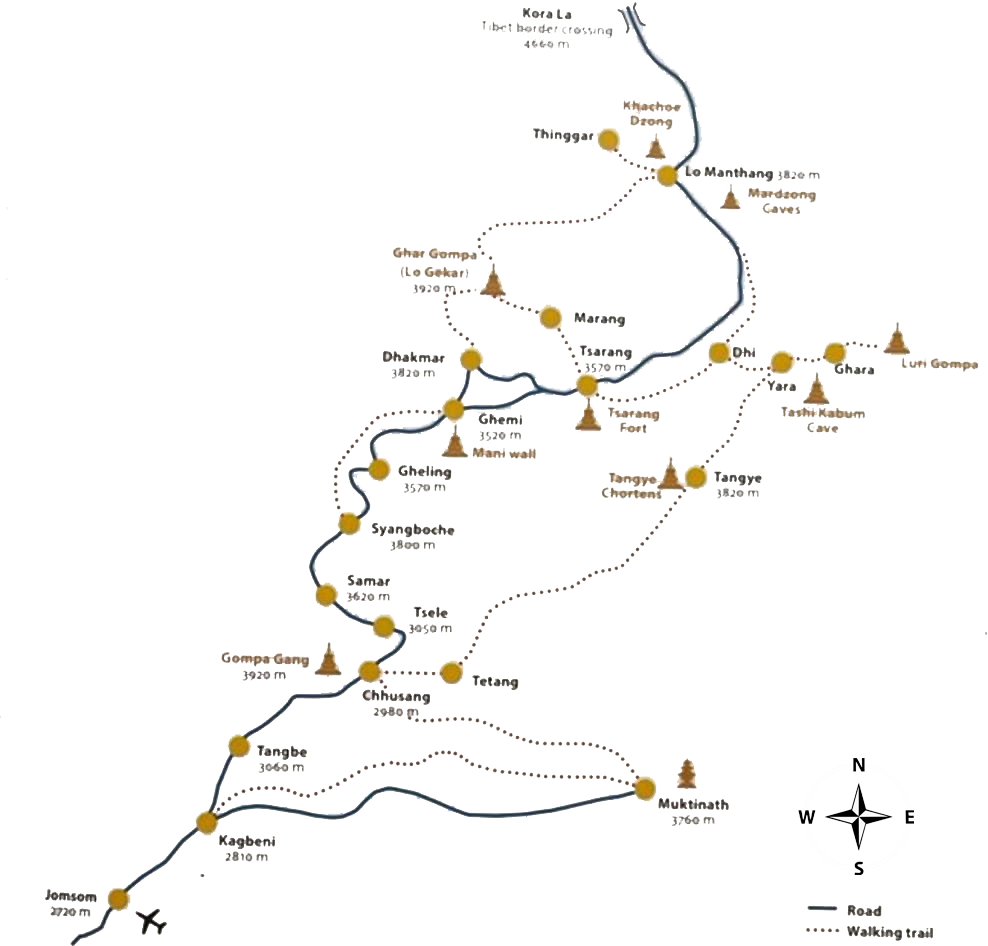 Kora La
Tibet border crossing
4660 m
Khachoe
Dzong
Thinggar
Lo Manthang 3820 m
Mardzong
Caves
Ghar Gompa
(Lo Gekar)
3920 m
Marang
Dhakmar
3820 m
Tsarang
3570 m
Dhi
Yara
Ghara
Luri Gompa
Tashi Kabum
Cave
Tsarang
Fort
Ghemi
3520 m
Mani wall
Gheling
3570 m
Tangye
Chortens
Tangye
3820 m
Syangboche
3800 m
Samar
3620 m
Tsele
3050 m
Gompa Gang
3920 m
Chhusang
2980 m
Tetang
Tangbe
3060 m
Muktinath
3760 m
Kagbeni
2810 m
Jomsom
2720 m
N
W
E
S
Road
Walking trail